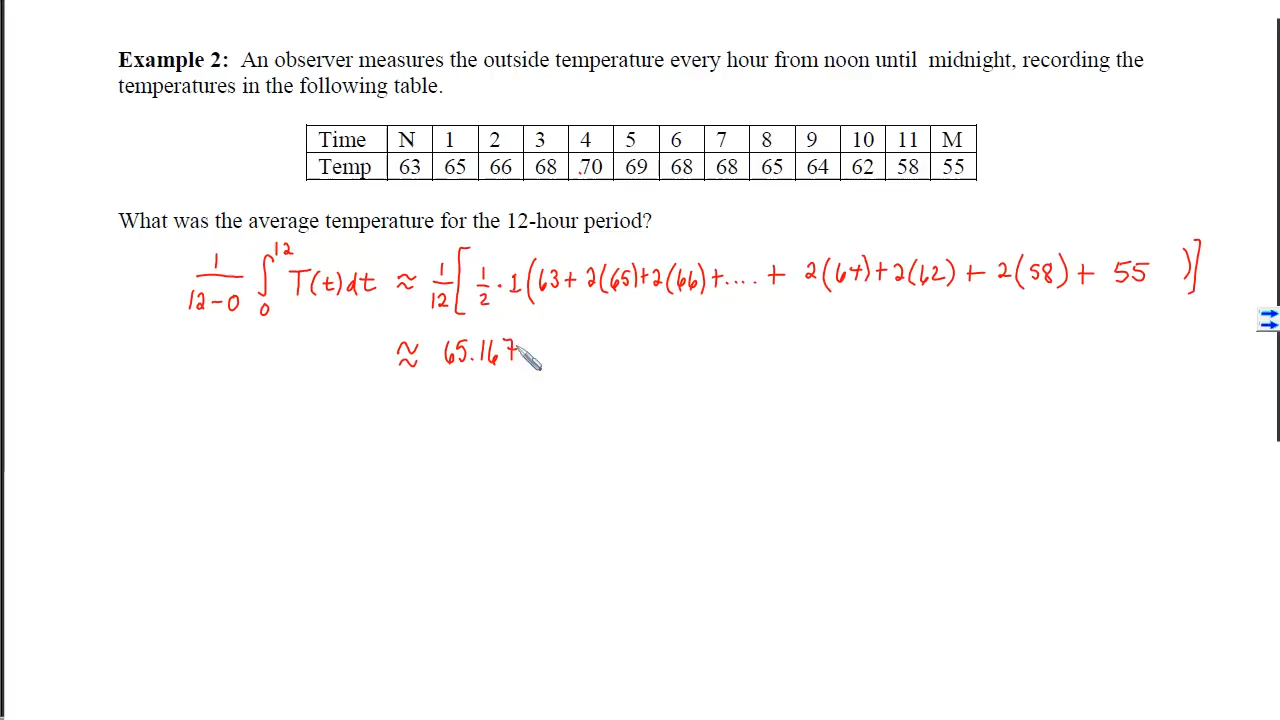 Example 2: An observer measures the outside temperature every hour from noon until midnight, recording the
temperatures in the following table.
Time N 1 2 3 4 5 6 7 8 9 10 11 M
Temp 63 65 66 68 70 69 68 68 65 64 62 58 55
What was the average temperature for the 12-hour period?
1/(12-0) ∫₀¹² T(t)dt ≈ 1/12 [ 1/2 · 1 (63 + 2(65) + 2(66) + .... + 2(64) + 2(62) + 2(58) + 55 ) ]
≈ 65.167